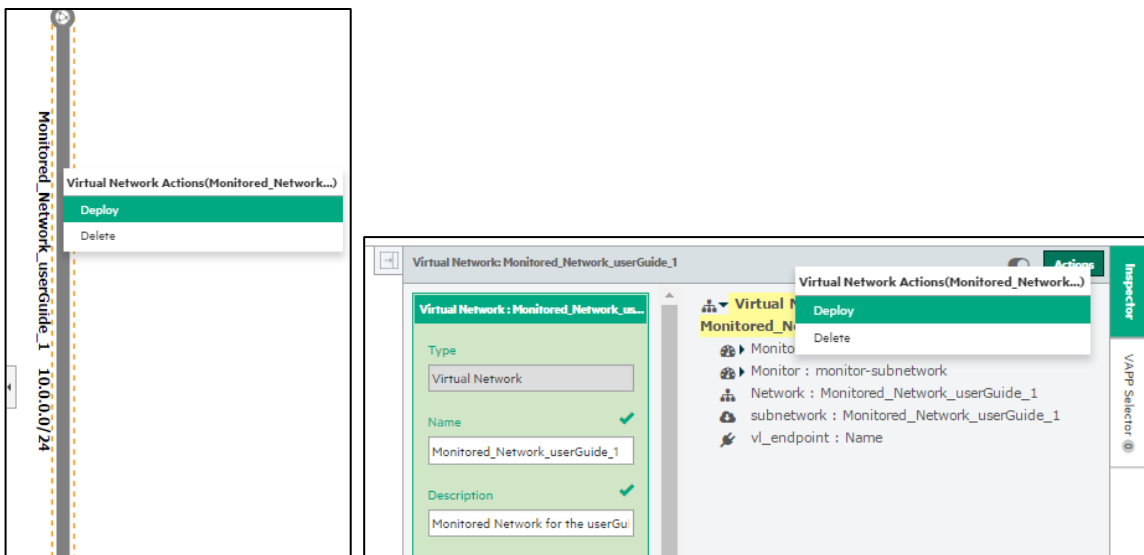 Monitored_Network_userGuide_1 10.0.0.0/24
Virtual Network Actions(Monitored_Network...)
Deploy
Delete
Virtual Network: Monitored_Network_userGuide_1
Actions
Virtual Network Actions(Monitored_Network...)
Deploy
Delete
Virtual Network : Monitored_Network_us...
Type
Virtual Network
Name
Monitored_Network_userGuide_1
Description
Monitored Network for the userGui
Virtual N
Monitored_N
Monito
Monitor : monitor-subnetwork
Network : Monitored_Network_userGuide_1
subnetwork : Monitored_Network_userGuide_1
vl_endpoint : Name
Inspector
VAPP Selector 0